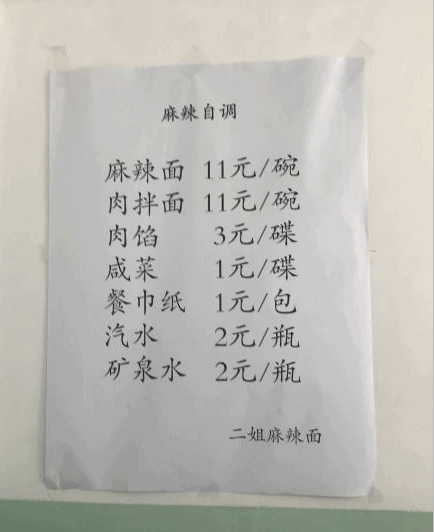 麻辣自调
麻辣面 11元/碗
肉拌面 11元/碗
肉馅 3元/碟
咸菜 1元/碟
餐巾纸 1元/包
汽水 2元/瓶
矿泉水 2元/瓶
二姐麻辣面